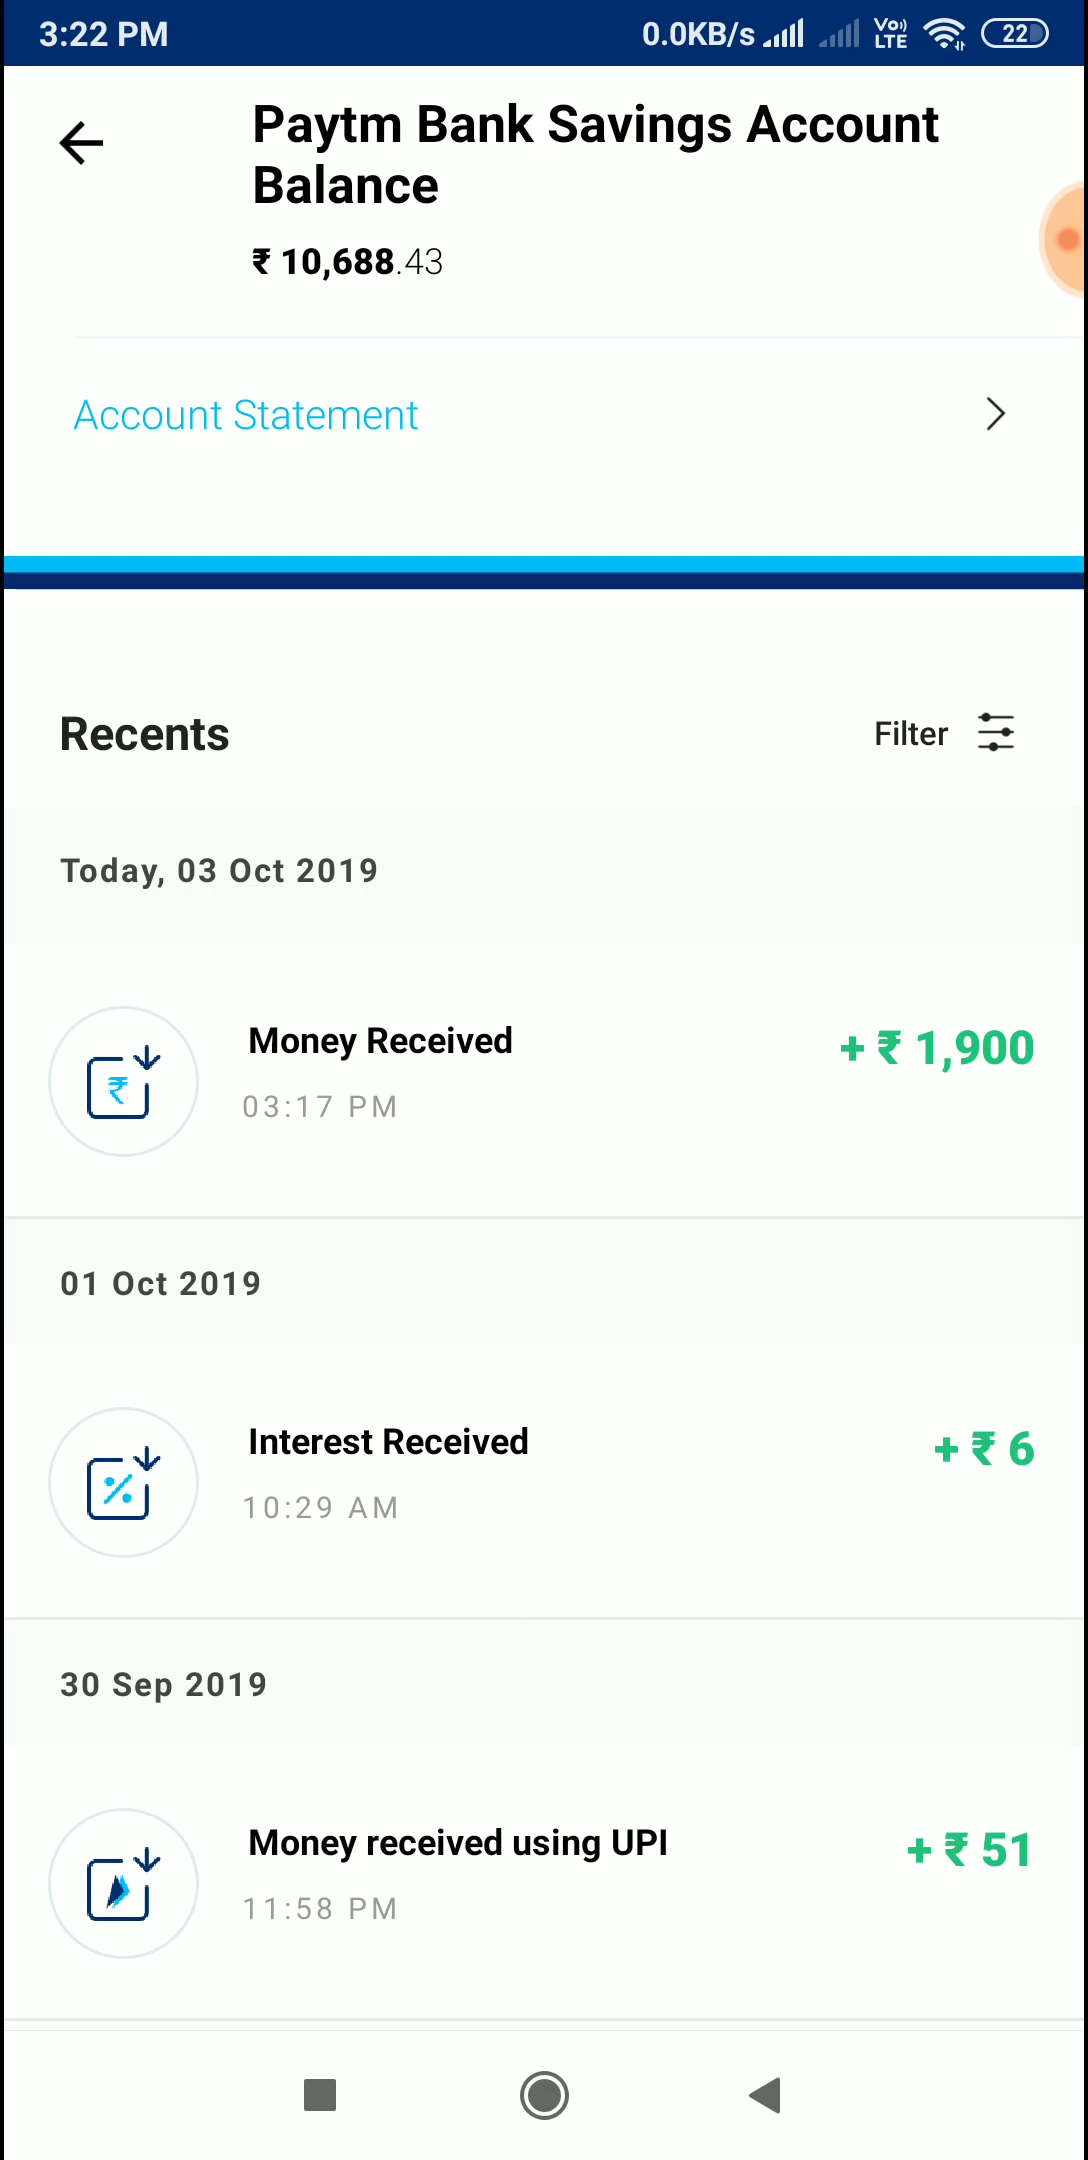 3:22 PM
0.0KB/s Vo LTE 22
Paytm Bank Savings Account
Balance
₹ 10,688.43
Account Statement
Recents
Filter
Today, 03 Oct 2019
Money Received
+ ₹ 1,900
03:17 PM
01 Oct 2019
Interest Received
+ ₹ 6
10:29 AM
30 Sep 2019
Money received using UPI
+ ₹ 51
11:58 PM